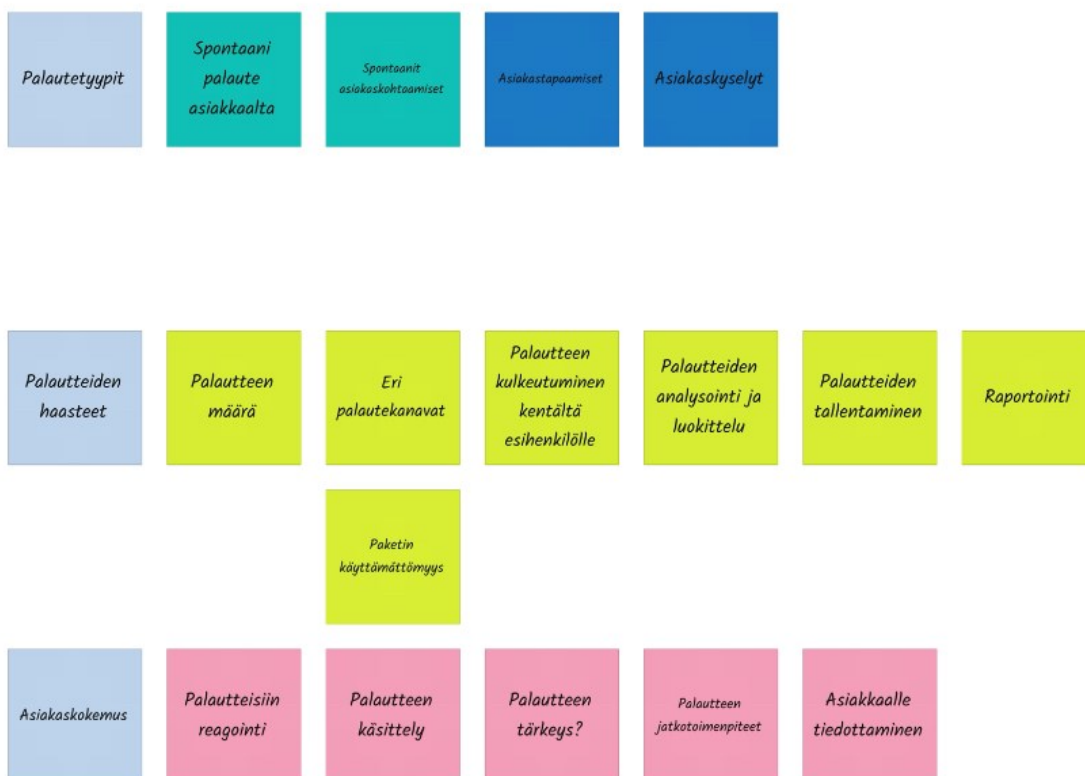 Palautetyypit
Spontaani
palaute
asiakkaalta
Spontaanit
asiakaskohtaamiset
Asiakastapaamiset
Asiakaskyselyt
Palautteiden
haasteet
Palautteen
määrä
Eri
palautekanavat
Palautteen
kulkeutuminen
kentältä
esihenkilölle
Palautteiden
analysointi ja
luokittelu
Palautteiden
tallentaminen
Raportointi
Paketin
käyttämättömyys
Asiakaskokemus
Palautteisiin
reagointi
Palautteen
käsittely
Palautteen
tärkeys?
Palautteen
jatkotoimenpiteet
Asiakkaalle
tiedottaminen